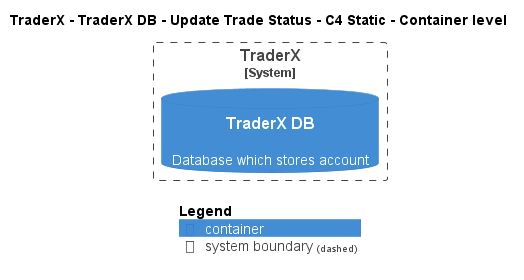 TraderX - TraderX DB - Update Trade Status - C4 Static - Container level
TraderX
[System]
TraderX DB
Database which stores account
Legend
container
system boundary (dashed)